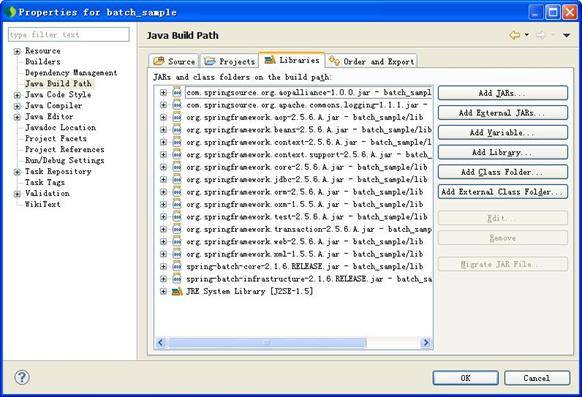 Properties for batch_sample
type filter text
Resource
Builders
Dependency Management
Java Build Path
Java Code Style
Java Compiler
Java Editor
Javadoc Location
Project Facets
Project References
Run/Debug Settings
Task Repository
Task Tags
Validation
WikiText
Java Build Path
Source
Projects
Libraries
Order and Export
JARs and class folders on the build path:
com.springsource.org.aopalliance-1.0.0.jar - batch_sampl
com.springsource.org.apache.commons.logging-1.1.1.jar -
org.springframework.aop-2.5.6.A.jar - batch_sample/lib
org.springframework.beans-2.5.6.A.jar - batch_sample/lib
org.springframework.context-2.5.6.A.jar - batch_sample/l
org.springframework.context.support-2.5.6.A.jar - batch_
org.springframework.core-2.5.6.A.jar - batch_sample/lib
org.springframework.jdbc-2.5.6.A.jar - batch_sample/lib
org.springframework.orm-2.5.6.A.jar - batch_sample/lib
org.springframework.oxm-1.5.5.A.jar - batch_sample/lib
org.springframework.test-2.5.6.A.jar - batch_sample/lib
org.springframework.transaction-2.5.6.A.jar - batch_samp
org.springframework.web-2.5.6.A.jar - batch_sample/lib
org.springframework.xml-1.5.5.A.jar - batch_sample/lib
spring-batch-core-2.1.6.RELEASE.jar - batch_sample/lib
spring-batch-infrastructure-2.1.6.RELEASE.jar - batch_sa
JRE System Library [J2SE-1.5]
Add JARs...
Add External JARs...
Add Variable...
Add Library...
Add Class Folder...
Add External Class Folder...
Edit...
Remove
Migrate JAR File...
OK
Cancel